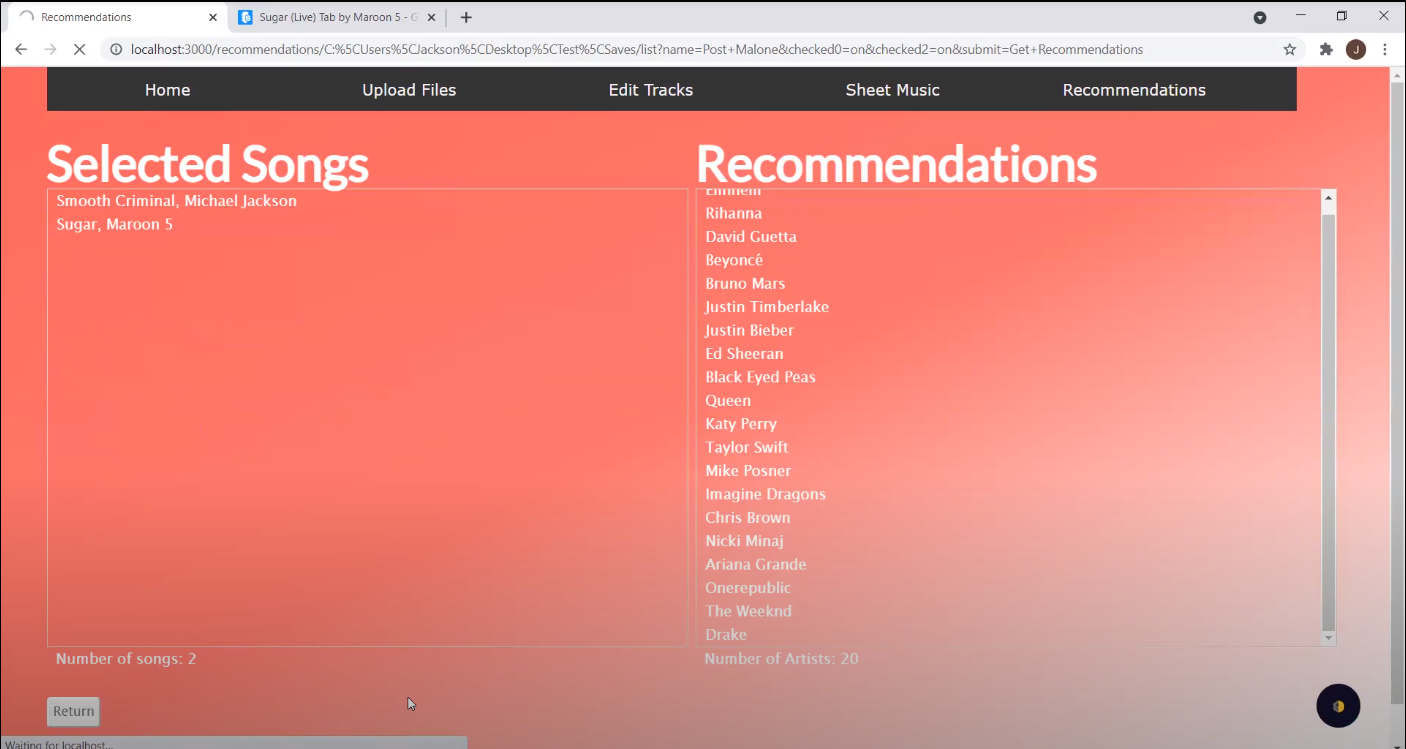 Recommendations
Sugar (Live) Tab by Maroon 5 - G
localhost:3000/recommendations/C:%5CUsers%5CJackson%5CDesktop%5CTest%5CSaves/list?name=Post+Malone&checked0=on&checked2=on&submit=Get+Recommendations
J
Home
Upload Files
Edit Tracks
Sheet Music
Recommendations
Selected Songs
Smooth Criminal, Michael Jackson
Sugar, Maroon 5
Number of songs: 2
Recommendations
Eminem
Rihanna
David Guetta
Beyoncé
Bruno Mars
Justin Timberlake
Justin Bieber
Ed Sheeran
Black Eyed Peas
Queen
Katy Perry
Taylor Swift
Mike Posner
Imagine Dragons
Chris Brown
Nicki Minaj
Ariana Grande
Onerepublic
The Weeknd
Drake
Number of Artists: 20
Return
Waiting for localhost...